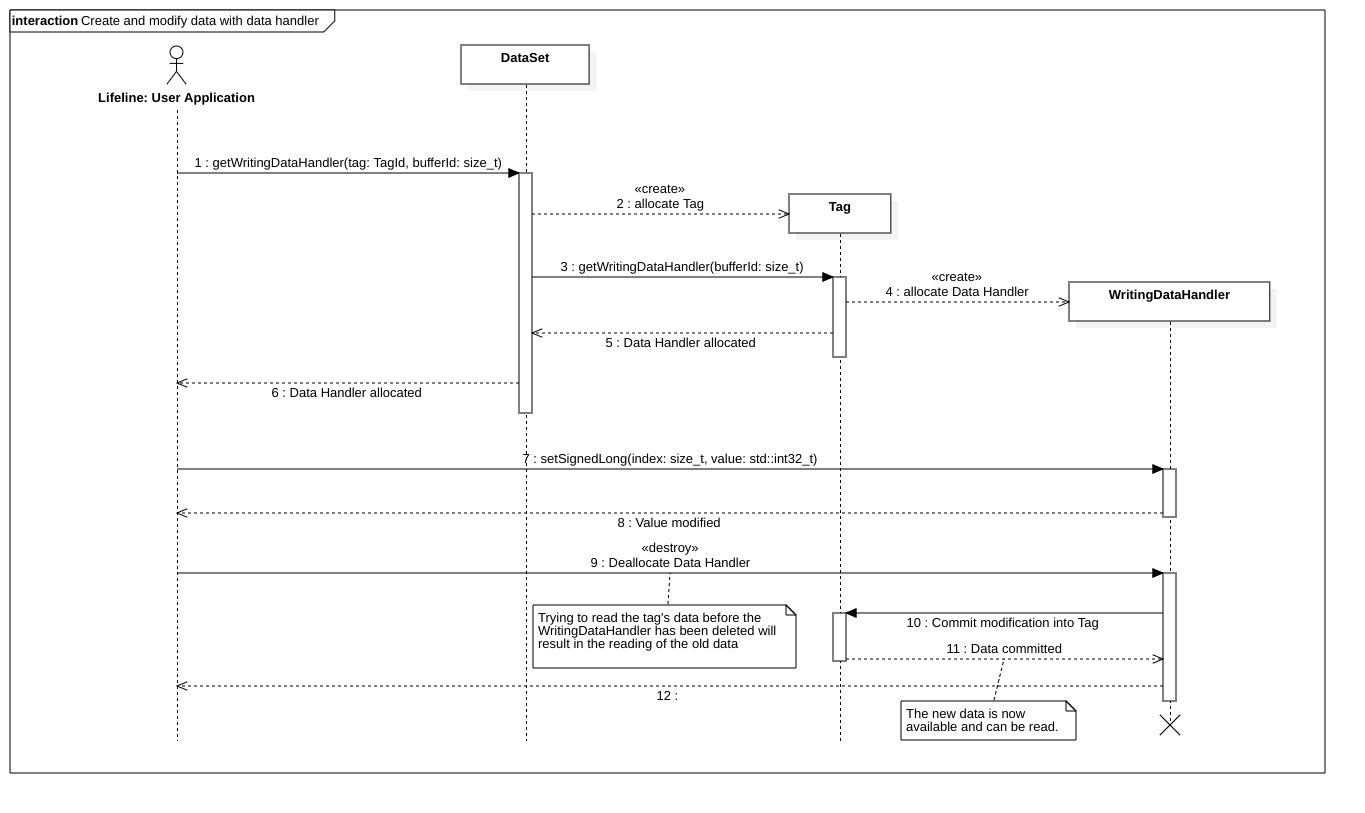 interaction Create and modify data with data handler
DataSet
Lifeline: User Application
1 : getWritingDataHandler(tag: TagId, bufferId: size_t)
«create»
2 : allocate Tag
Tag
3 : getWritingDataHandler(bufferId: size_t)
«create»
4 : allocate Data Handler
WritingDataHandler
5 : Data Handler allocated
6 : Data Handler allocated
7 : setSignedLong(index: size_t, value: std::int32_t)
8 : Value modified
«destroy»
9 : Deallocate Data Handler
Trying to read the tag's data before the
WritingDataHandler has been deleted will
result in the reading of the old data
10 : Commit modification into Tag
11 : Data committed
12 :
The new data is now
available and can be read.